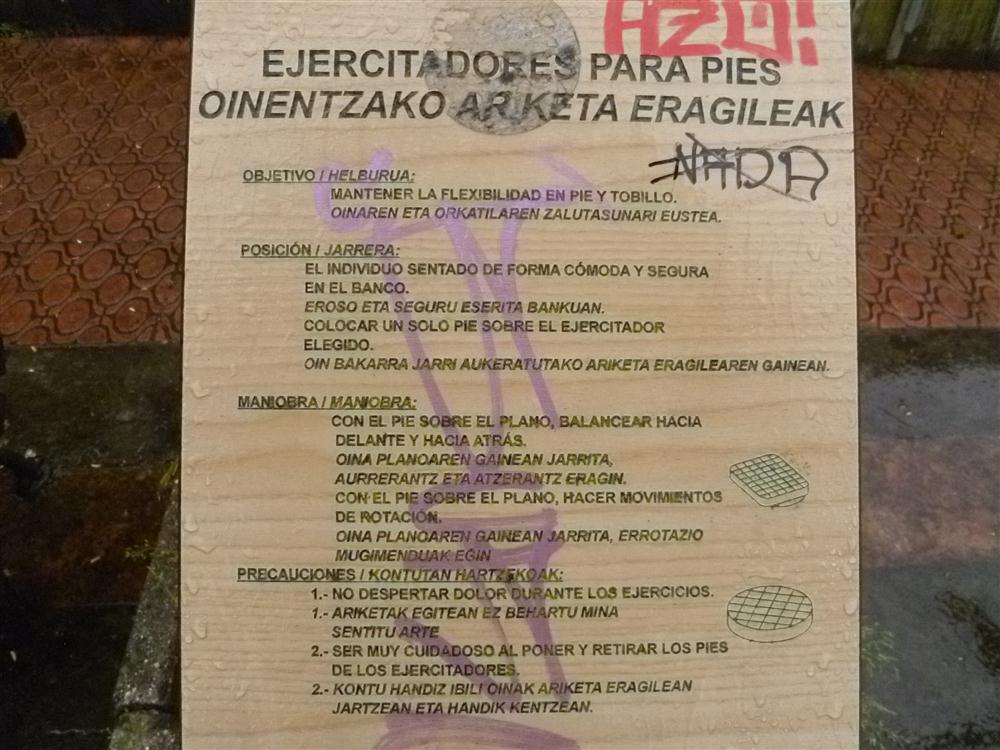 AZO!
EJERCITADORES PARA PIES
OINENTZAKO ARIKETA ERAGILEAK
NADA
OBJETIVO / HELBURUA:
MANTENER LA FLEXIBILIDAD EN PIE Y TOBILLO.
OINAREN ETA ORKATILAREN ZALUTASUNARI EUSTEA.
POSICIÓN / JARRERA:
EL INDIVIDUO SENTADO DE FORMA CÓMODA Y SEGURA
EN EL BANCO.
EROSO ETA SEGURU ESERITA BANKUAN.
COLOCAR UN SOLO PIE SOBRE EL EJERCITADOR
ELEGIDO.
OIN BAKARRA JARRI AUKERATUTAKO ARIKETA ERAGILEAREN GAINEAN.
MANIOBRA / MANIOBRA:
CON EL PIE SOBRE EL PLANO, BALANCEAR HACIA
DELANTE Y HACIA ATRÁS.
OINA PLANOAREN GAINEAN JARRITA,
AURRERANTZ ETA ATZERANTZ ERAGIN.
CON EL PIE SOBRE EL PLANO, HACER MOVIMIENTOS
DE ROTACIÓN.
OINA PLANOAREN GAINEAN JARRITA, ERROTAZIO
MUGIMENDUAK EGIN
PRECAUCIONES / KONTUTAN HARTZEKOAK:
1.- NO DESPERTAR DOLOR DURANTE LOS EJERCICIOS.
1.- ARIKETAK EGITEAN EZ BEHARTU MINA
SENTITU ARTE
2.- SER MUY CUIDADOSO AL PONER Y RETIRAR LOS PIES
DE LOS EJERCITADORES.
2.- KONTU HANDIZ IBILI OINAK ARIKETA ERAGILEAN
JARTZEAN ETA HANDIK KENTZEAN.